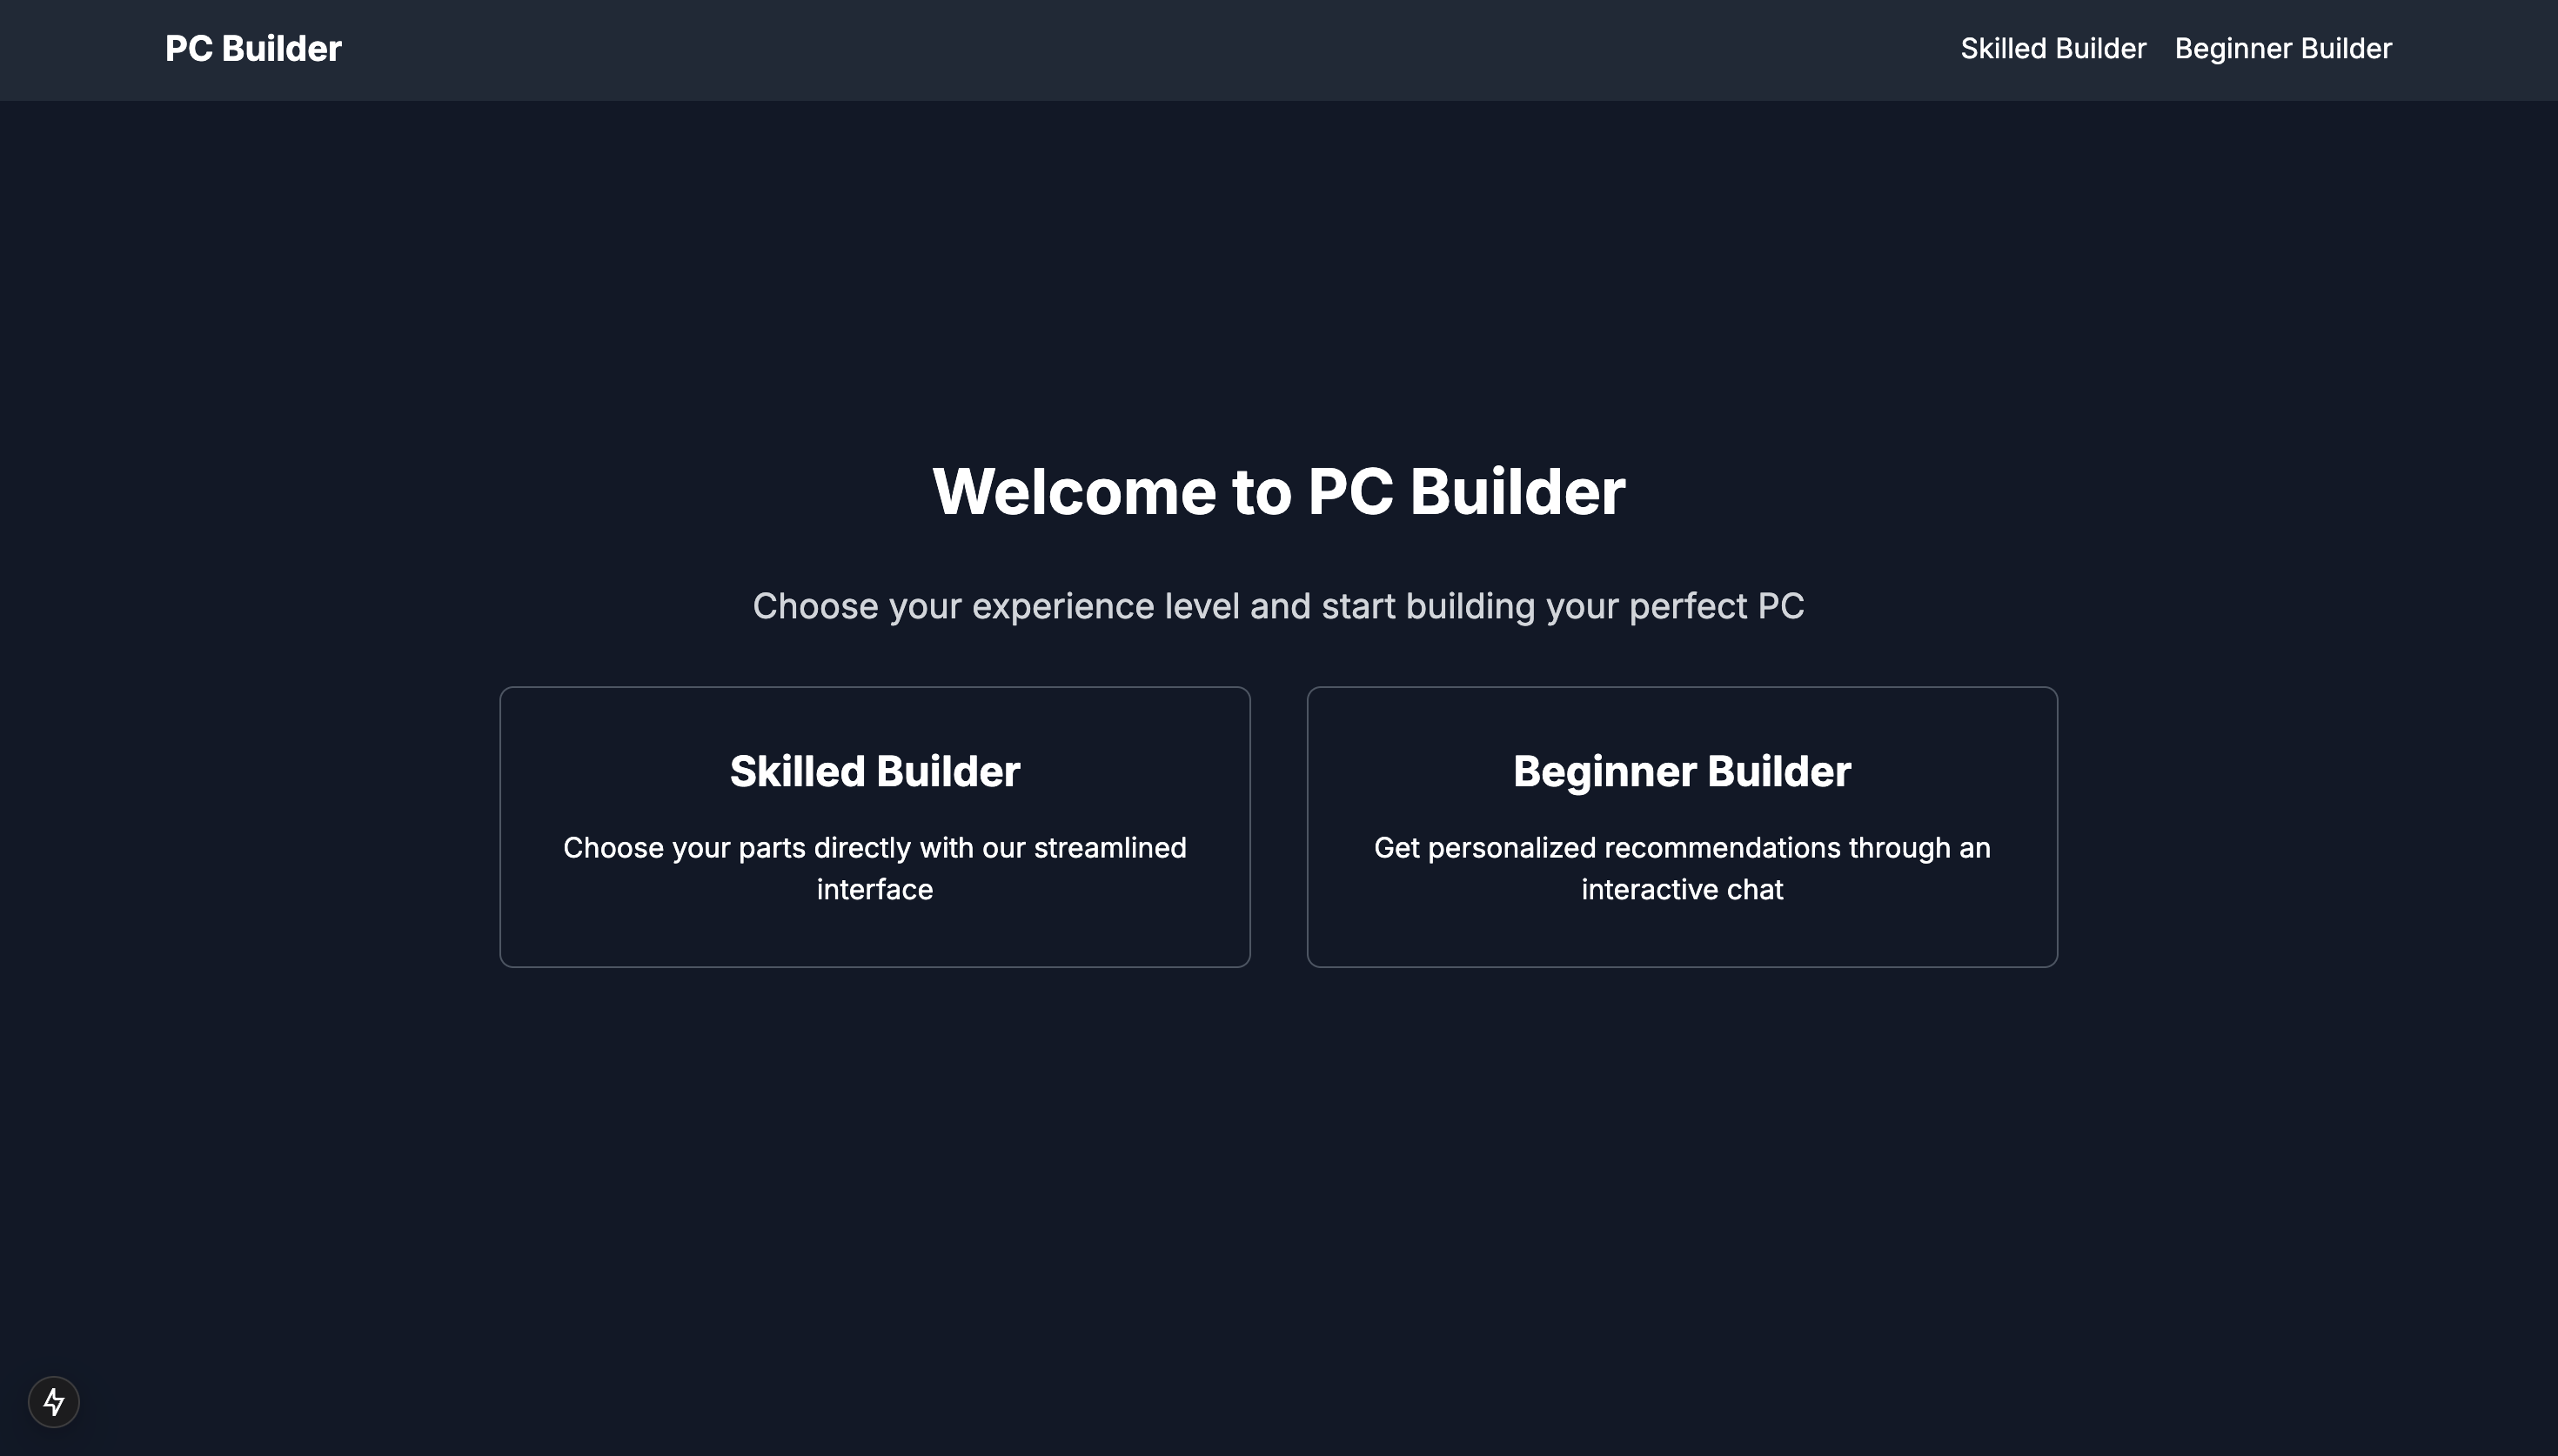 PC Builder
Skilled Builder
Beginner Builder
Welcome to PC Builder
Choose your experience level and start building your perfect PC
Skilled Builder
Choose your parts directly with our streamlined
interface
Beginner Builder
Get personalized recommendations through an
interactive chat